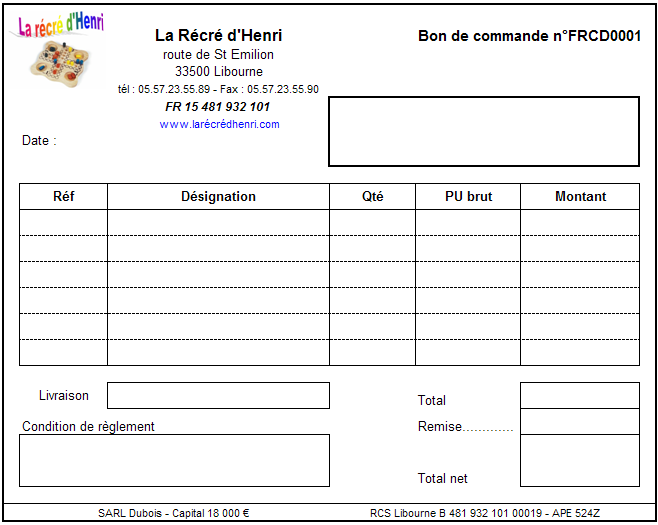 La récré d'Henri
La Récré d'Henri
route de St Emilion
33500 Libourne
tél : 05.57.23.55.89 - Fax : 05.57.23.55.90
FR 15 481 932 101
www.larécrédhenri.com
Bon de commande n°FRCD0001
Date :
Réf Désignation Qté PU brut Montant
Livraison
Total
Condition de règlement
Remise.............
Total net
SARL Dubois - Capital 18 000 €
RCS Libourne B 481 932 101 00019 - APE 524Z